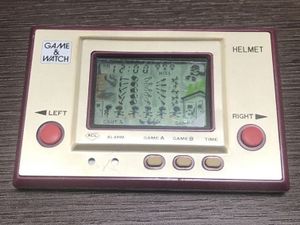 GAME &
WATCH
HELMET
LEFT
RIGHT
ACL
ALARM
GAME A
GAME B
TIME